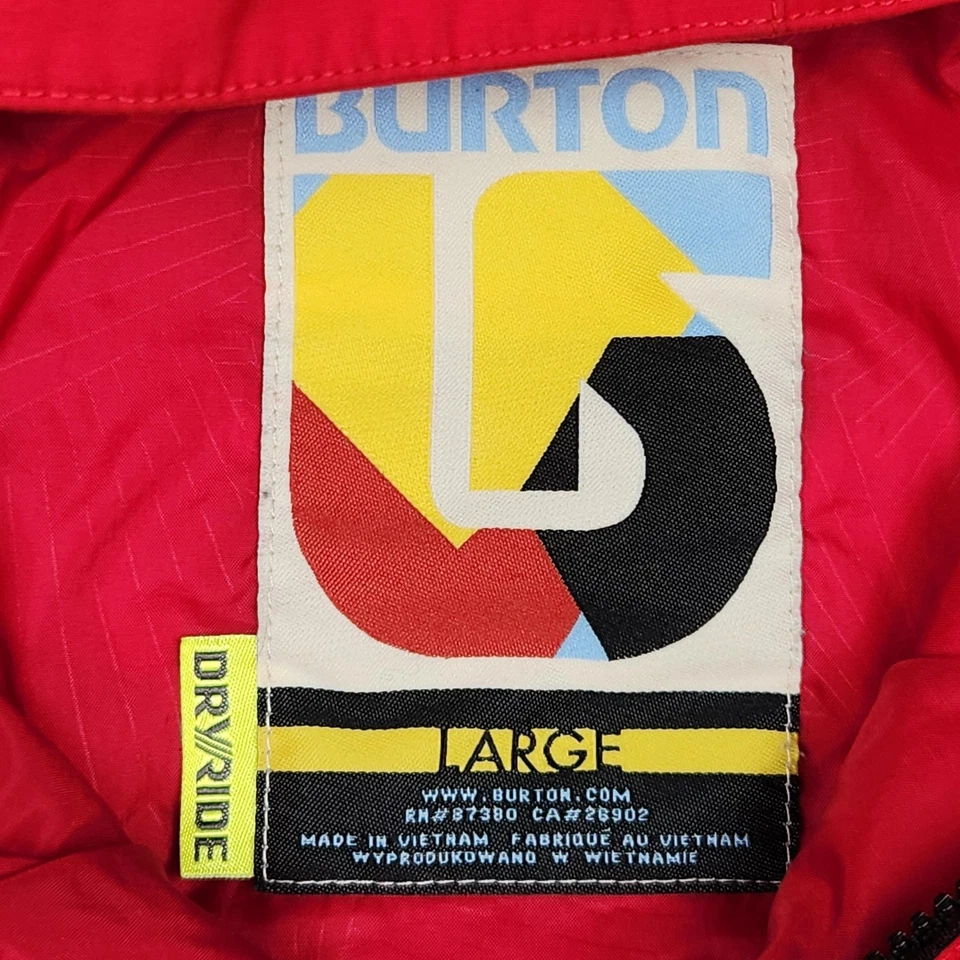 BURTON
LARGE
WWW.BURTON.COM
RN#87380 CA#26902
MADE IN VIETNAM FABRIQUÉ AU VIETNAM
WYPRODUKOWANO W WIETNAMIE
DRY//RIDE